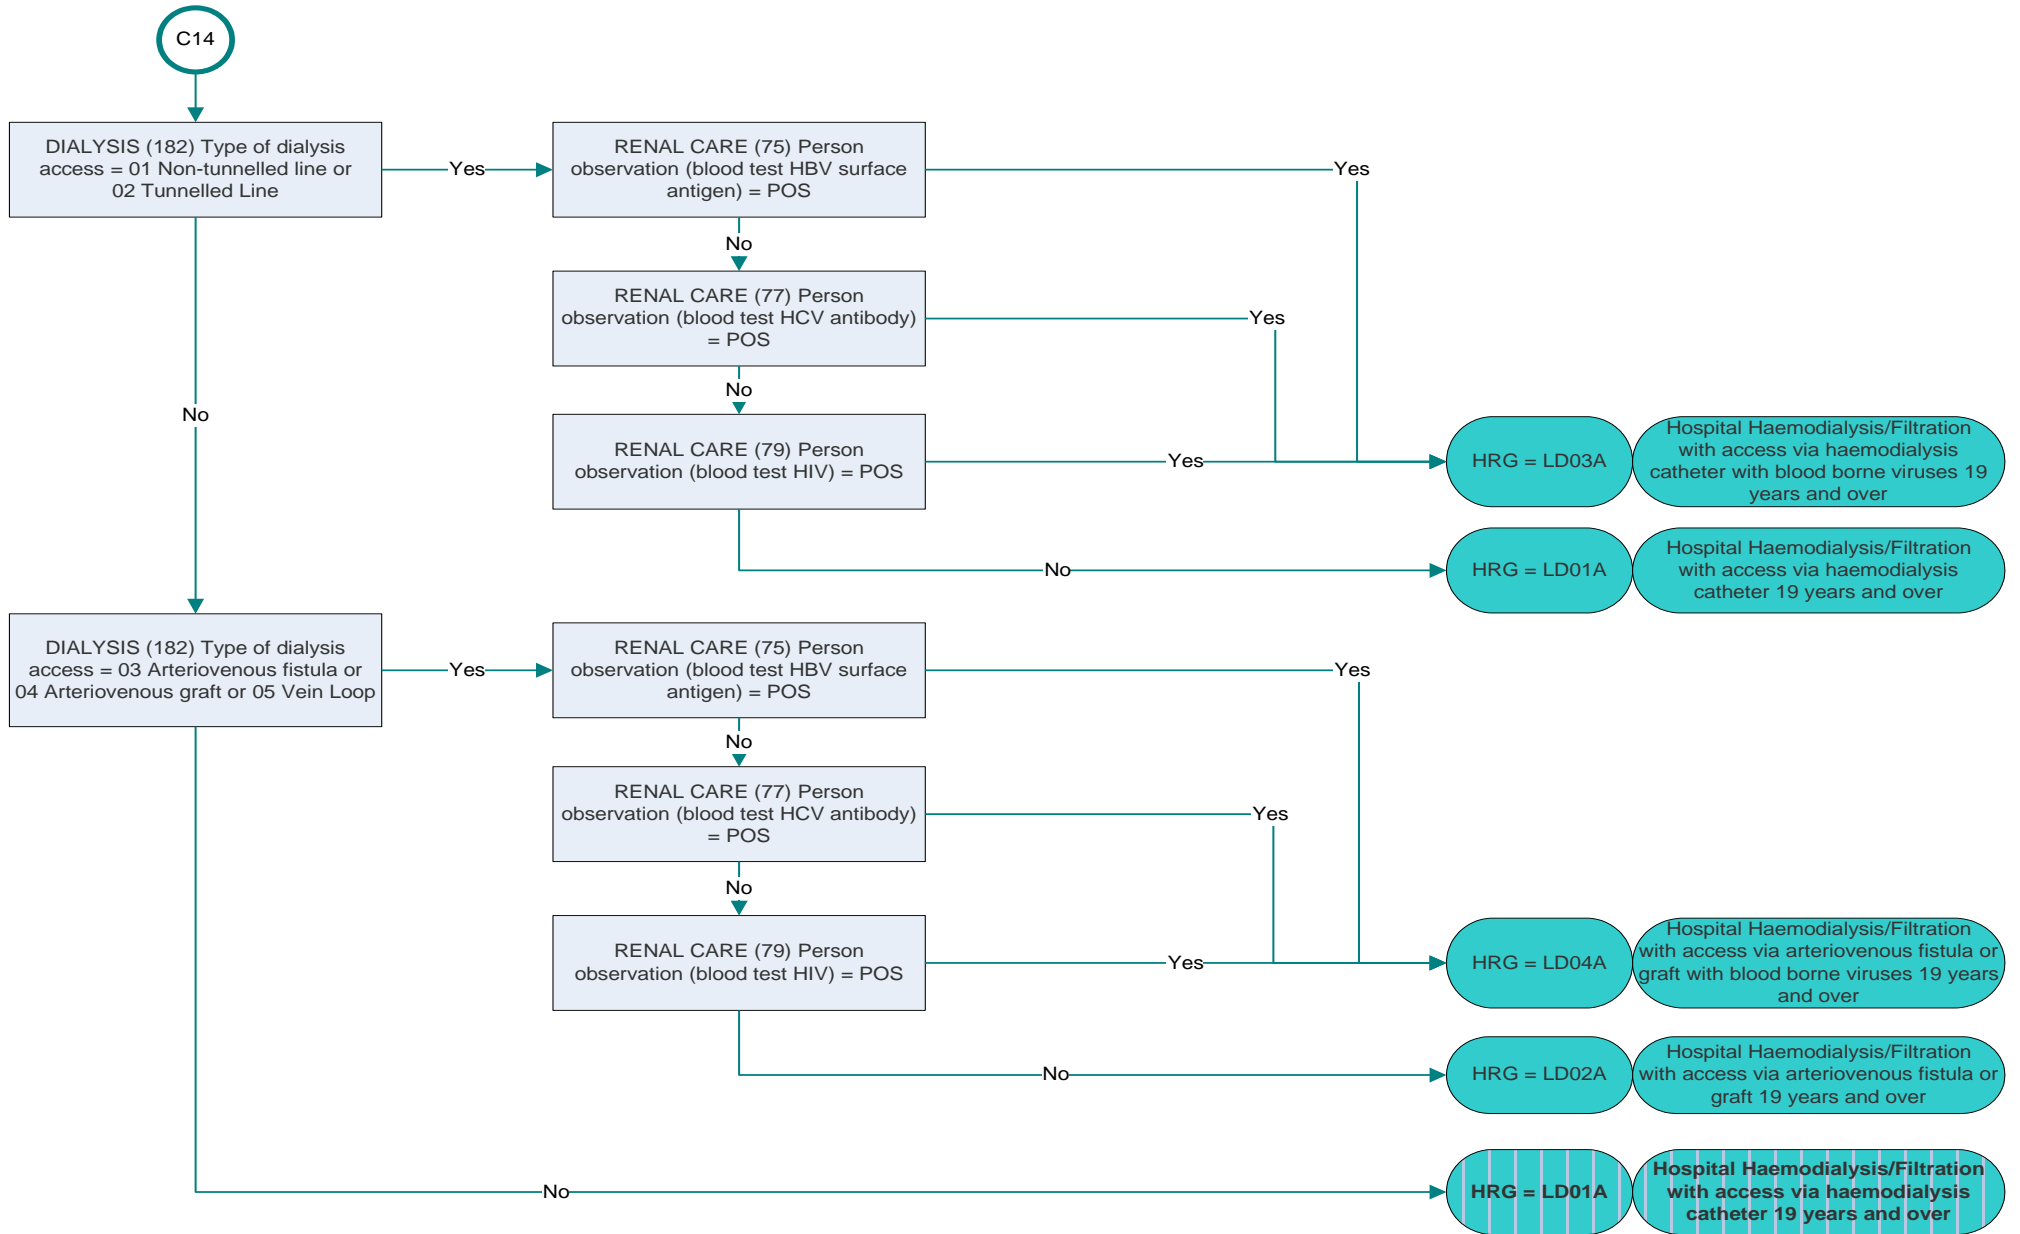 C14
DIALYSIS (182) Type of dialysis
access = 01 Non-tunnelled line or
02 Tunnelled Line
Yes
RENAL CARE (75) Person
observation (blood test HBV surface
antigen) = POS
Yes
No
RENAL CARE (77) Person
observation (blood test HCV antibody)
= POS
Yes
No
No
RENAL CARE (79) Person
observation (blood test HIV) = POS
Yes
HRG = LD03A
Hospital Haemodialysis/Filtration
with access via haemodialysis
catheter with blood borne viruses 19
years and over
No
HRG = LD01A
Hospital Haemodialysis/Filtration
with access via haemodialysis
catheter 19 years and over
DIALYSIS (182) Type of dialysis
access = 03 Arteriovenous fistula or
04 Arteriovenous graft or 05 Vein Loop
Yes
RENAL CARE (75) Person
observation (blood test HBV surface
antigen) = POS
Yes
No
RENAL CARE (77) Person
observation (blood test HCV antibody)
= POS
Yes
No
RENAL CARE (79) Person
observation (blood test HIV) = POS
Yes
HRG = LD04A
Hospital Haemodialysis/Filtration
with access via arteriovenous fistula or
graft with blood borne viruses 19 years
and over
No
HRG = LD02A
Hospital Haemodialysis/Filtration
with access via arteriovenous fistula or
graft 19 years and over
No
HRG = LD01A
Hospital Haemodialysis/Filtration
with access via haemodialysis
catheter 19 years and over